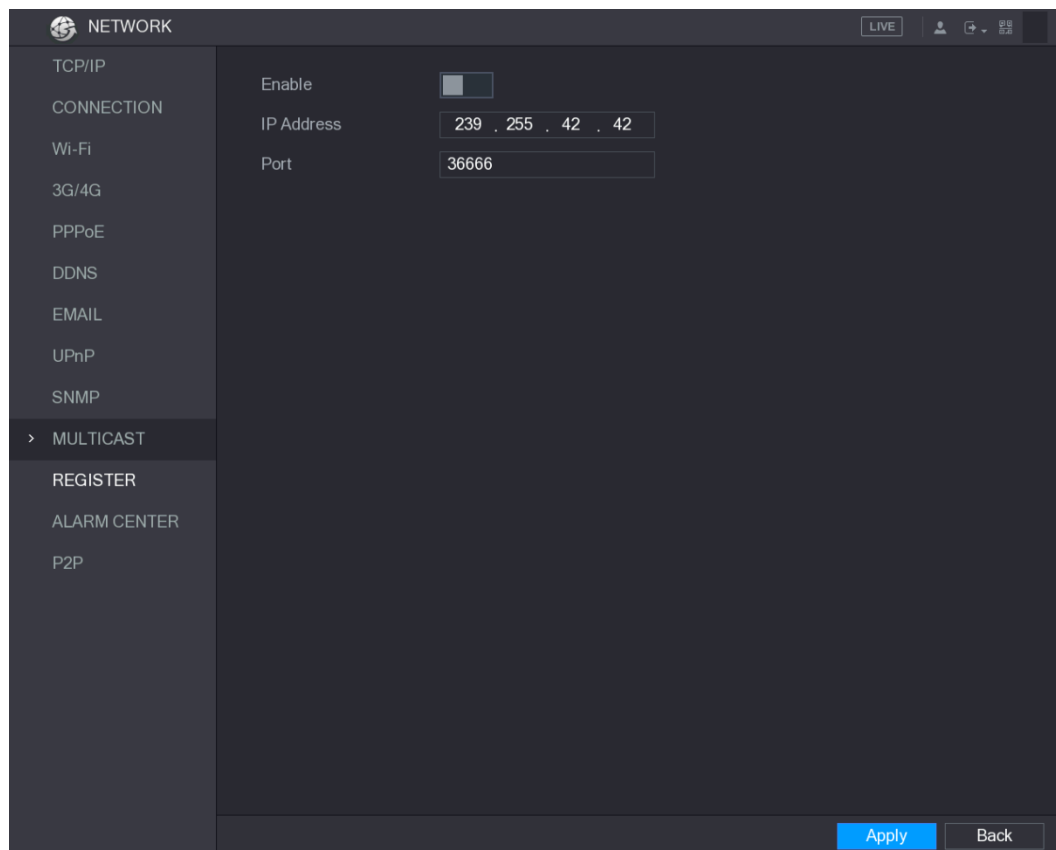 NETWORK
LIVE
TCP/IP
CONNECTION
Wi-Fi
3G/4G
PPPoE
DDNS
EMAIL
UPnP
SNMP
> MULTICAST
REGISTER
ALARM CENTER
P2P
Enable
IP Address 239 . 255 . 42 . 42
Port 36666
Apply Back